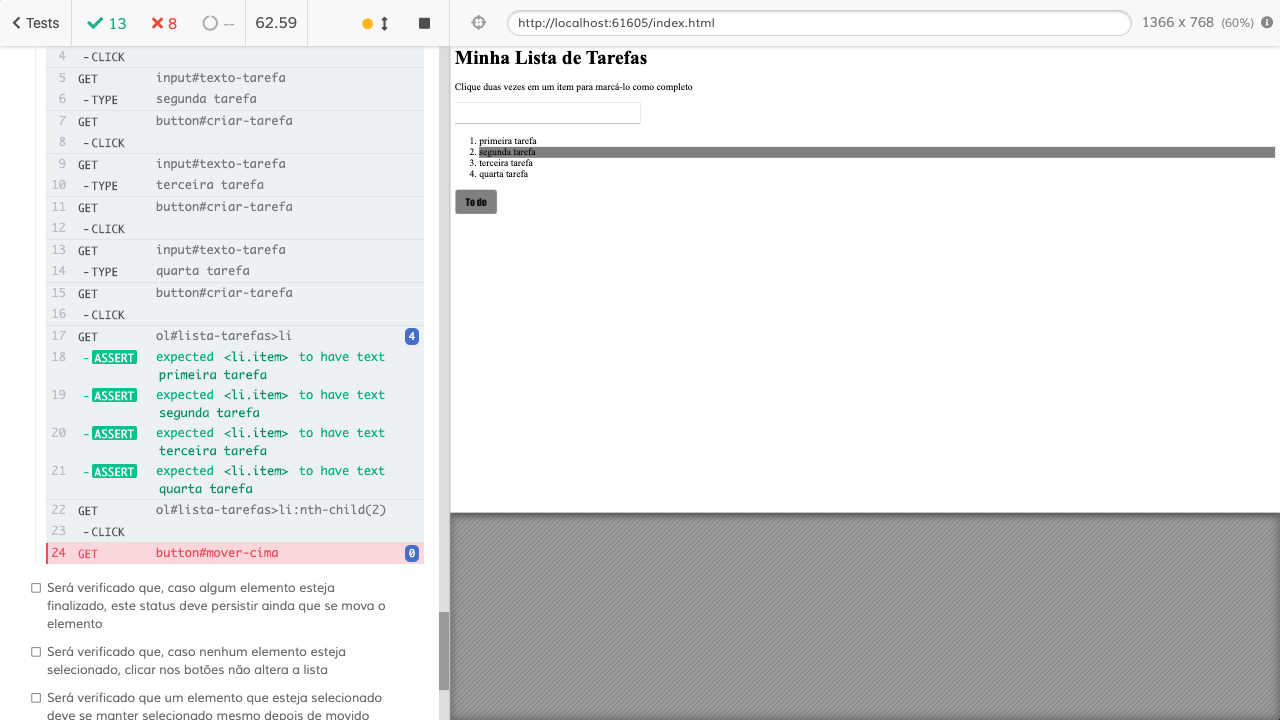 Tests 13 8 -- 62.59 http://localhost:61605/index.html 1366 x 768 (60%)
4 -CLICK
5 GET input#texto-tarefa
6 -TYPE segunda tarefa
7 GET button#criar-tarefa
8 -CLICK
9 GET input#texto-tarefa
10 -TYPE terceira tarefa
11 GET button#criar-tarefa
12 -CLICK
13 GET input#texto-tarefa
14 -TYPE quarta tarefa
15 GET button#criar-tarefa
16 -CLICK
17 GET ol#lista-tarefas>li 4
18 -ASSERT expected <li.item> to have text
primeira tarefa
19 -ASSERT expected <li.item> to have text
segunda tarefa
20 -ASSERT expected <li.item> to have text
terceira tarefa
21 -ASSERT expected <li.item> to have text
quarta tarefa
22 GET ol#lista-tarefas>li:nth-child(2)
23 -CLICK
24 GET button#mover-cima 0
Será verificado que, caso algum elemento esteja
finalizado, este status deve persistir ainda que se mova o
elemento
Será verificado que, caso nenhum elemento esteja
selecionado, clicar nos botões não altera a lista
Será verificado que um elemento que esteja selecionado
deve se manter selecionado mesmo depois de movido
Minha Lista de Tarefas
Clique duas vezes em um item para marcá-lo como completo
1. primeira tarefa
2. segunda tarefa
3. terceira tarefa
4. quarta tarefa
To do